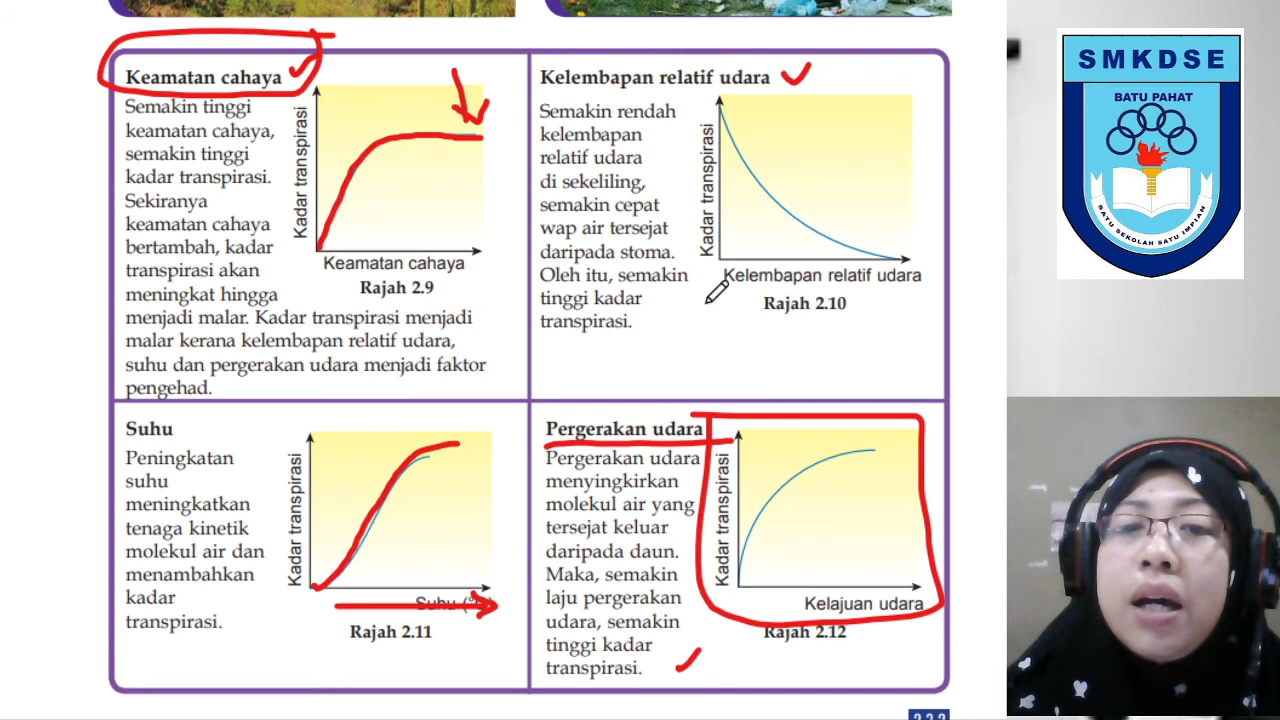 Keamatan cahaya
Semakin tinggi
keamatan cahaya,
semakin tinggi
kadar transpirasi.
Sekiranya
keamatan cahaya
bertambah, kadar
transpirasi akan
meningkat hingga
menjadi malar. Kadar transpirasi menjadi
malar kerana kelembapan relatif udara,
suhu dan pergerakan udara menjadi faktor
pengehad.
Kadar transpirasi
Keamatan cahaya
Rajah 2.9
Kelembapan relatif udara
Semakin rendah
kelembapan
relatif udara
di sekeliling,
semakin cepat
wap air tersejat
daripada stoma.
Oleh itu, semakin
tinggi kadar
transpirasi.
Kadar transpirasi
Kelembapan relatif udara
Rajah 2.10
Suhu
Peningkatan
suhu
meningkatkan
tenaga kinetik
molekul air dan
menambahkan
kadar
transpirasi.
Kadar transpirasi
Suhu
Rajah 2.11
Pergerakan udara
Pergerakan udara
menyingkirkan
molekul air yang
tersejat keluar
daripada daun.
Maka, semakin
laju pergerakan
udara, semakin
tinggi kadar
transpirasi.
Kadar transpirasi
Kelajuan udara
Rajah 2.12
SMKDSE
BATU PAHAT
SATU SEKOLAH SATU IMPIAN